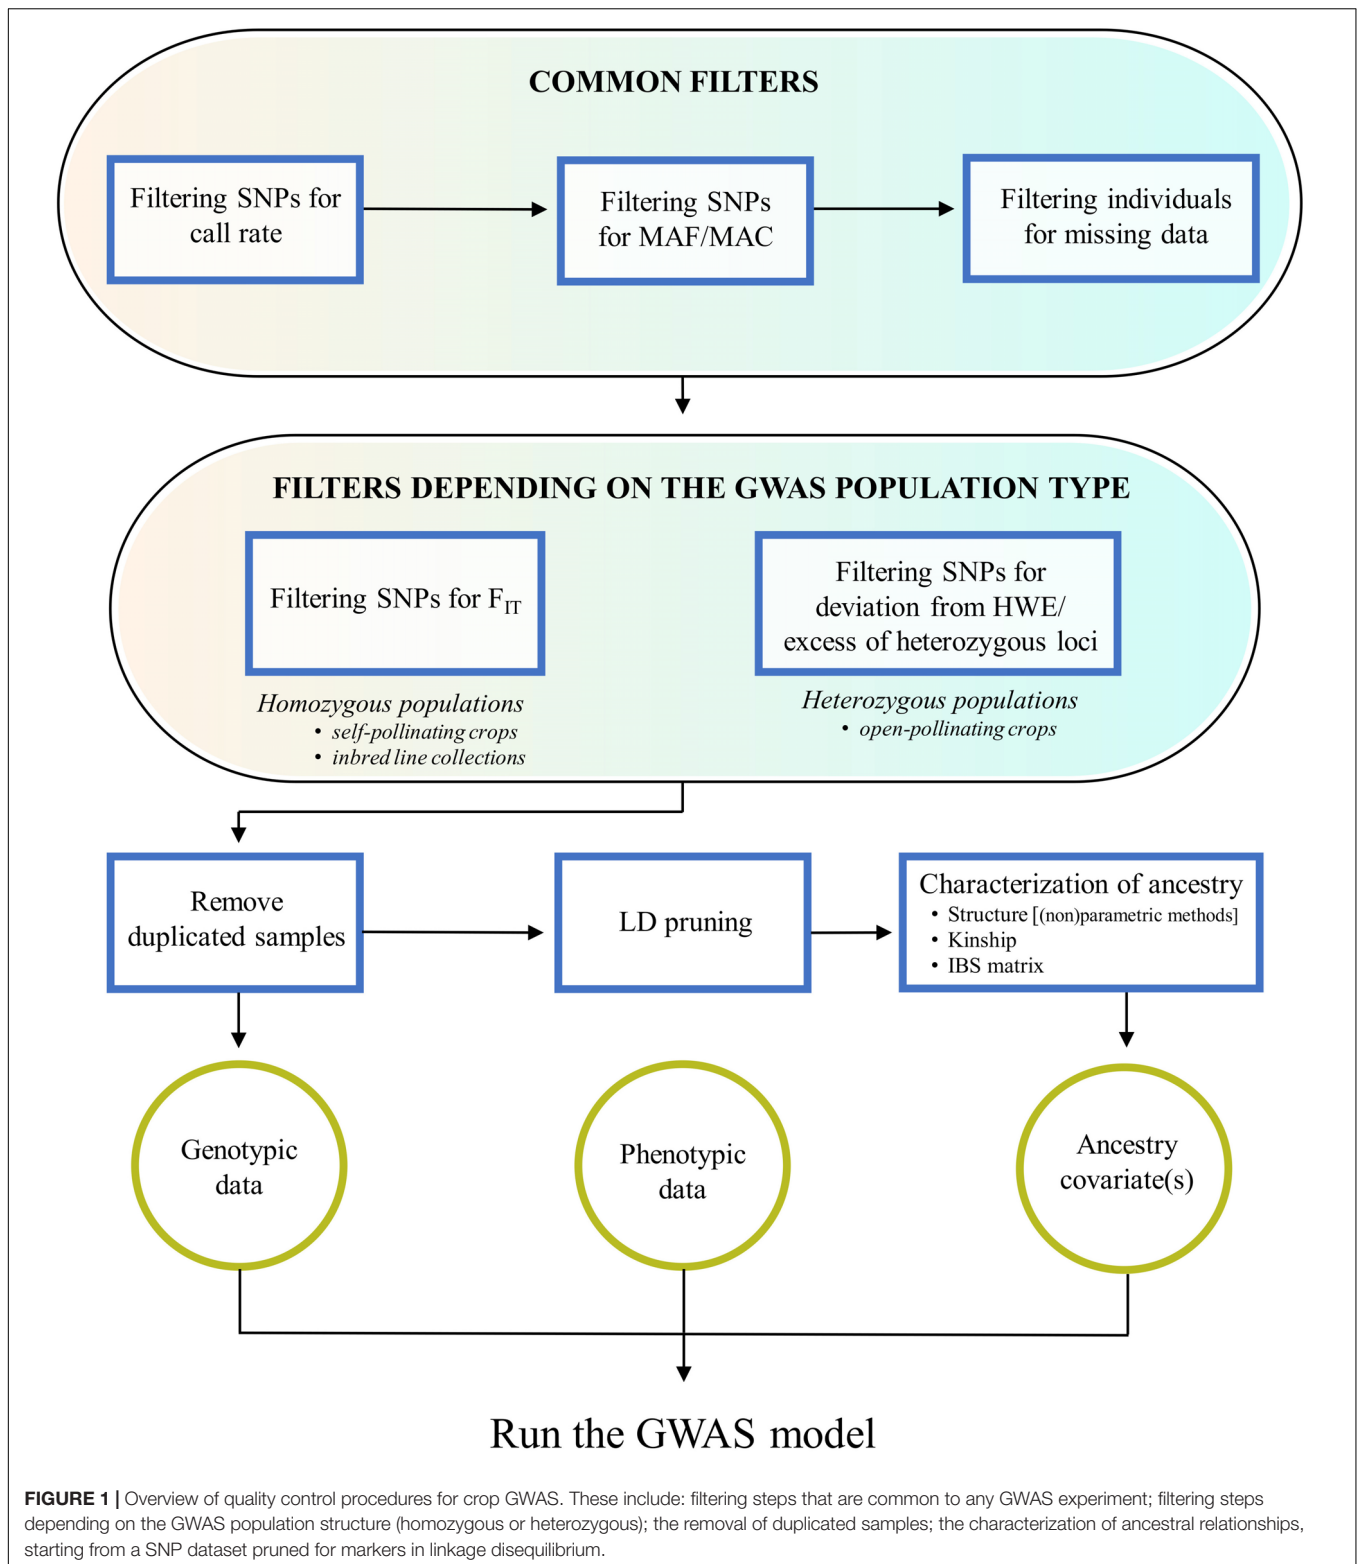 COMMON FILTERS
Filtering SNPs for
call rate
Filtering SNPs
for MAF/MAC
Filtering individuals
for missing data
FILTERS DEPENDING ON THE GWAS POPULATION TYPE
Filtering SNPs for FIT
Filtering SNPs for
deviation from HWE/
excess of heterozygous loci
Homozygous populations
• self-pollinating crops
• inbred line collections
Heterozygous populations
• open-pollinating crops
Remove
duplicated samples
LD pruning
Characterization of ancestry
• Structure [(non)parametric methods]
• Kinship
• IBS matrix
Genotypic
data
Phenotypic
data
Ancestry
covariate(s)
Run the GWAS model
FIGURE 1 | Overview of quality control procedures for crop GWAS. These include: filtering steps that are common to any GWAS experiment; filtering steps
depending on the GWAS population structure (homozygous or heterozygous); the removal of duplicated samples; the characterization of ancestral relationships,
starting from a SNP dataset pruned for markers in linkage disequilibrium.